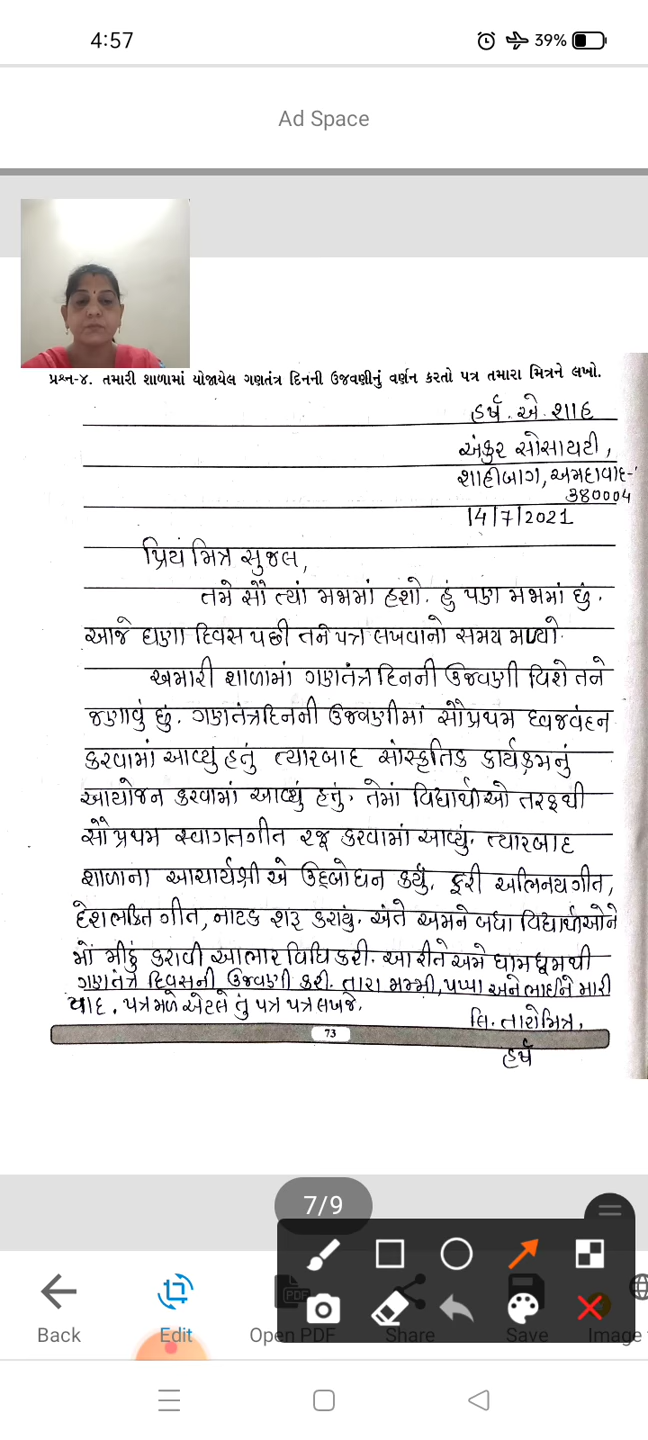 4:57
39%
Ad Space
પ્રશ્ન-૪. તમારી શાળામાં યોજાયેલ ગણતંત્ર દિનની ઉજવણીનું વર્ણન કરતો પત્ર તમારા મિત્રને લખો.
હર્ષ. એ. શાહ
અંકુર સોસાયટી,
શાહીબાગ, અમદાવાદ-
380004
14/7/2021
પ્રિય મિત્ર સુજલ,
તમે સૌ ત્યાં મજામાં હશો. હું પણ મજામાં છું.
આજે ઘણા દિવસ પછી તને પત્ર લખવાનો સમય મળ્યો.
અમારી શાળામાં ગણતંત્ર દિનની ઉજવણી વિશે તને
જણાવું છું. ગણતંત્રદિનની ઉજવણીમાં સૌપ્રથમ ધ્વજવંદન
કરવામાં આવ્યું હતું ત્યારબાદ સાંસ્કૃતિક કાર્યક્રમનું
આયોજન કરવામાં આવ્યું હતું. તેમાં વિદ્યાર્થીઓ તરફથી
સૌ પ્રથમ સ્વાગતગીત રજૂ કરવામાં આવ્યું. ત્યારબાદ
શાળાના આચાર્યશ્રી એ ઉદ્દબોધન કર્યું. ફરી અભિનય ગીત,
દેશભક્તિ ગીત, નાટક શરૂ કરાવ્યું. અંતે અમને બધા વિદ્યાર્થીઓને
મોં મીઠું કરાવી આભાર વિધિ કરી. આ રીતે અમે ધામધૂમથી
ગણતંત્ર દિવસની ઉજવણી કરી. તારા મમ્મી, પપ્પા અને ભાઈને મારી
યાદ. પત્ર મળે એટલે તું પત્ર પત્ર લખજે.
લિ. તારો મિત્ર,
73
હર્ષ
7/9
Back
Edit
Open PDF
Share
Save
Image